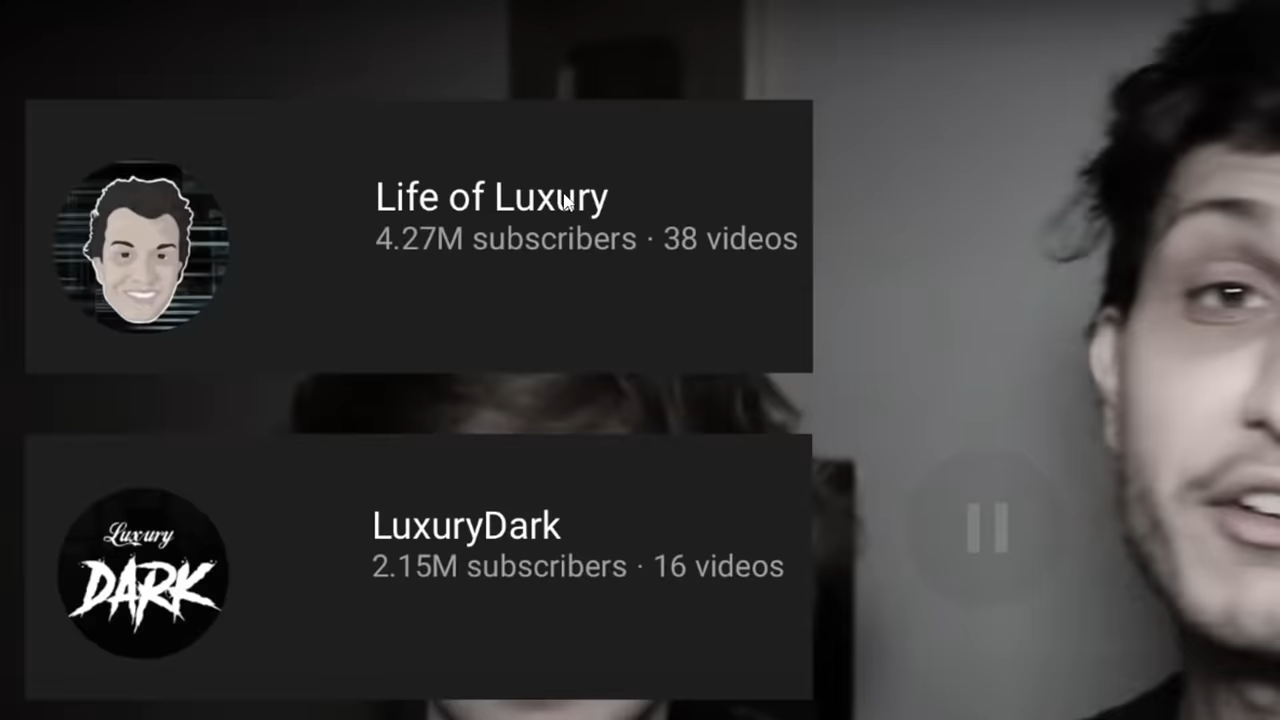 Life of Luxury
4.27M subscribers · 38 videos
Luxury
DARK
LuxuryDark
2.15M subscribers · 16 videos